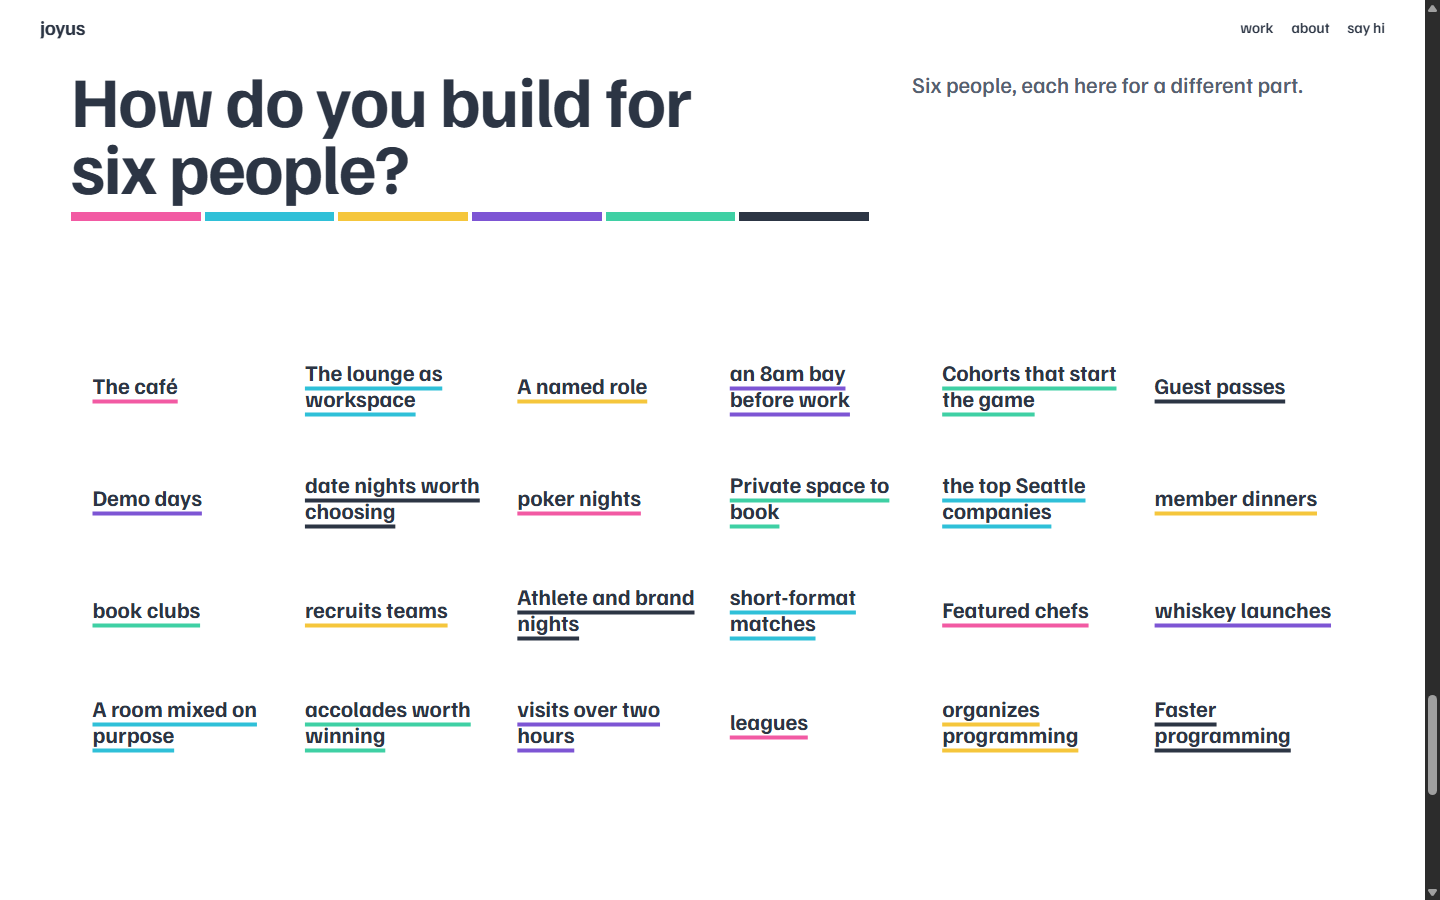 joyus
work about say hi
How do you build for
six people?
Six people, each here for a different part.
The café
The lounge as
workspace
A named role
an 8am bay
before work
Cohorts that start
the game
Guest passes
Demo days
date nights worth
choosing
poker nights
Private space to
book
the top Seattle
companies
member dinners
book clubs
recruits teams
Athlete and brand
nights
short-format
matches
Featured chefs
whiskey launches
A room mixed on
purpose
accolades worth
winning
visits over two
hours
leagues
organizes
programming
Faster
programming